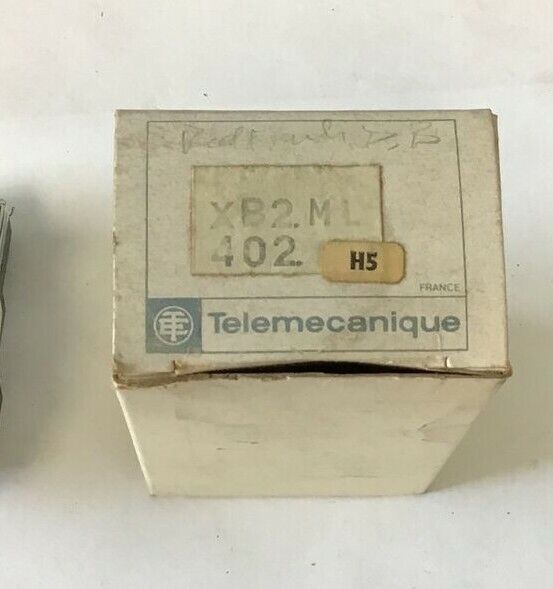 XB2.ML
402.
H5
FRANCE
Telemecanique